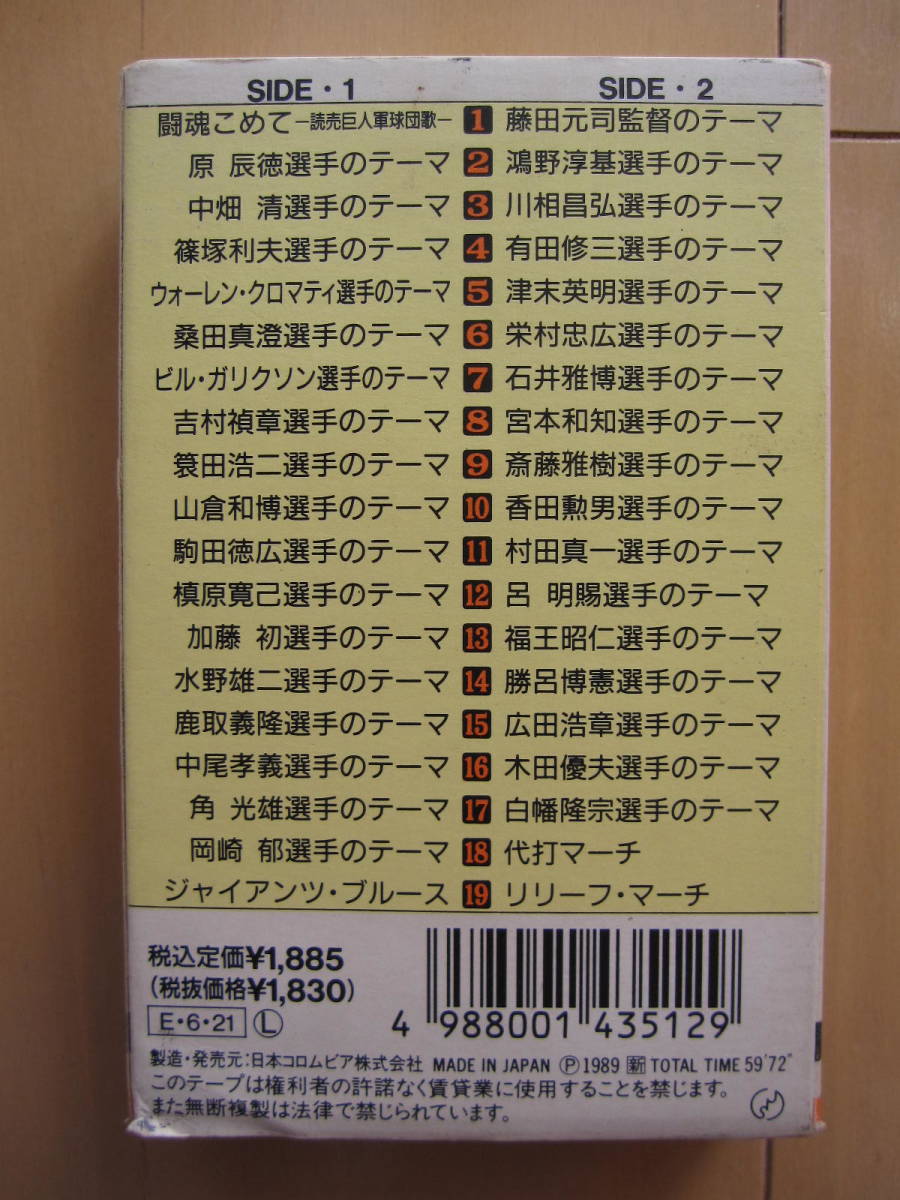 SIDE・1 SIDE・2
闘魂こめて―読売巨人軍球団歌― 1 藤田元司監督のテーマ
原 辰徳選手のテーマ 2 鴻野淳基選手のテーマ
中畑 清選手のテーマ 3 川相昌弘選手のテーマ
篠塚利夫選手のテーマ 4 有田修三選手のテーマ
ウォーレン・クロマティ選手のテーマ 5 津末英明選手のテーマ
桑田真澄選手のテーマ 6 栄村忠広選手のテーマ
ビル・ガリクソン選手のテーマ 7 石井雅博選手のテーマ
吉村禎章選手のテーマ 8 宮本和知選手のテーマ
簑田浩二選手のテーマ 9 斎藤雅樹選手のテーマ
山倉和博選手のテーマ 10 香田勲男選手のテーマ
駒田徳広選手のテーマ 11 村田真一選手のテーマ
槙原寛己選手のテーマ 12 呂 明賜選手のテーマ
加藤 初選手のテーマ 13 福王昭仁選手のテーマ
水野雄二選手のテーマ 14 勝呂博憲選手のテーマ
鹿取義隆選手のテーマ 15 広田浩章選手のテーマ
中尾孝義選手のテーマ 16 木田優夫選手のテーマ
角 光雄選手のテーマ 17 白幡隆宗選手のテーマ
岡崎 郁選手のテーマ 18 代打マーチ
ジャイアンツ・ブルース 19 リリーフ・マーチ
税込定価¥1,885
(税抜価格¥1,830)
E・6・21 Ⓛ
4 988001 435129
製造・発売元:日本コロムビア株式会社 MADE IN JAPAN Ⓟ 1989 新 TOTAL TIME 59'72"
このテープは権利者の許諾なく賃貸業に使用することを禁じます。
また無断複製は法律で禁じられています。